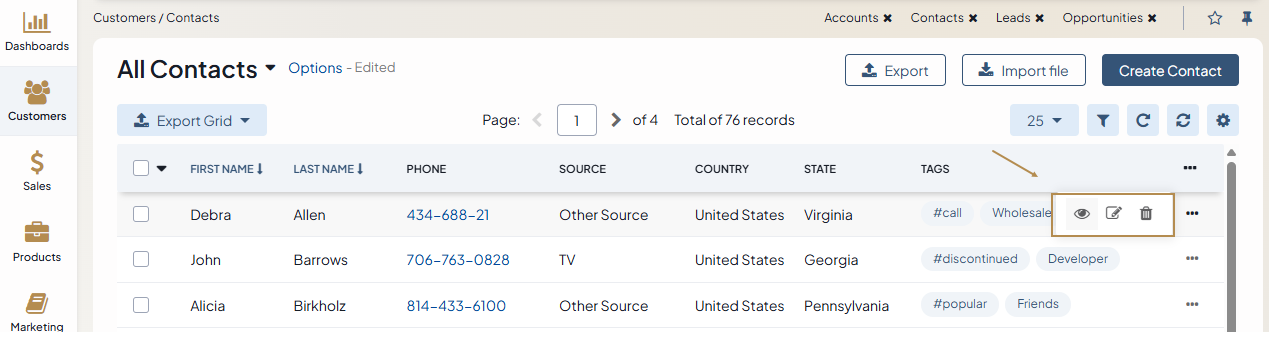 Dashboards
Customers
Sales
Products
Marketing
Customers / Contacts
Accounts × Contacts × Leads × Opportunities ×
All Contacts Options - Edited
Export Import file Create Contact
Export Grid Page: 1 of 4 Total of 76 records 25
FIRST NAME LAST NAME PHONE SOURCE COUNTRY STATE TAGS
Debra Allen 434-688-21 Other Source United States Virginia #call Wholesale
John Barrows 706-763-0828 TV United States Georgia #discontinued Developer
Alicia Birkholz 814-433-6100 Other Source United States Pennsylvania #popular Friends